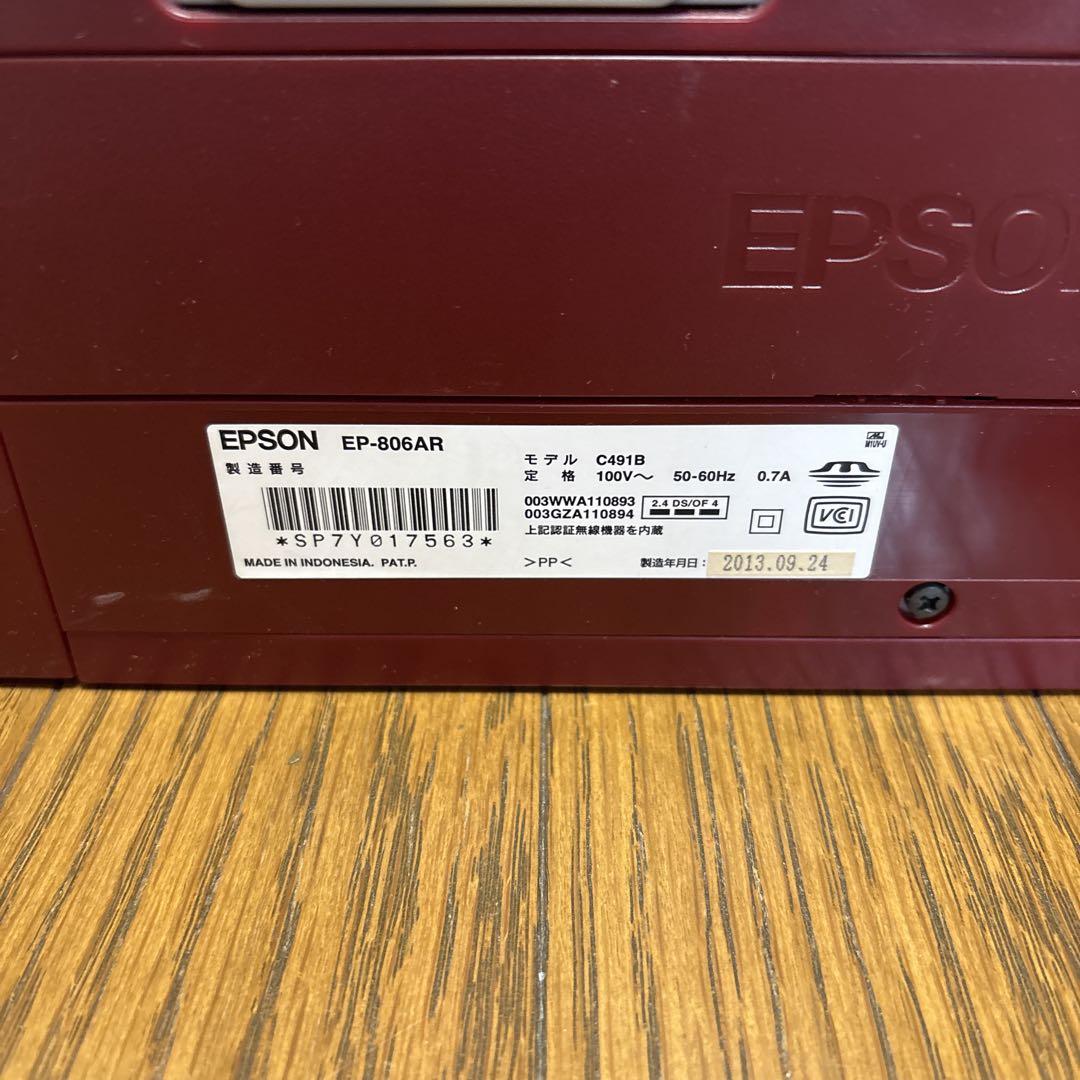 EPSON
EPSON EP-806AR
製造番号
*SP7Y017563*
MADE IN INDONESIA. PAT.P.
モデル C491B
定格 100V～ 50-60Hz 0.7A
003WWA110893
003GZA110894
2.4 DS/OF 4
上記認証無線機器を内蔵
>PP<
製造年月日： 2013.09.24
M1UV-U
VCI